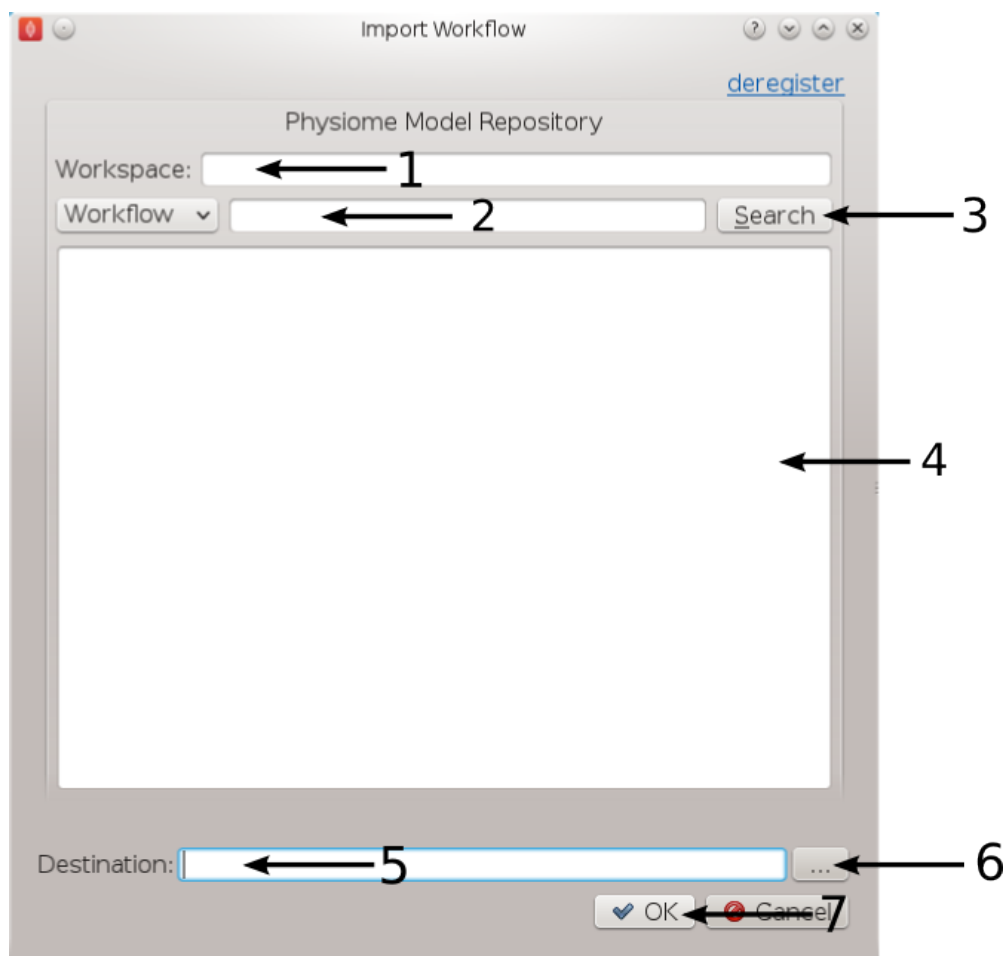 Import Workflow
deregister
Physiome Model Repository
Workspace: 1
Workflow 2 Search 3
4
Destination: 5 ... 6
OK 7 Cancel